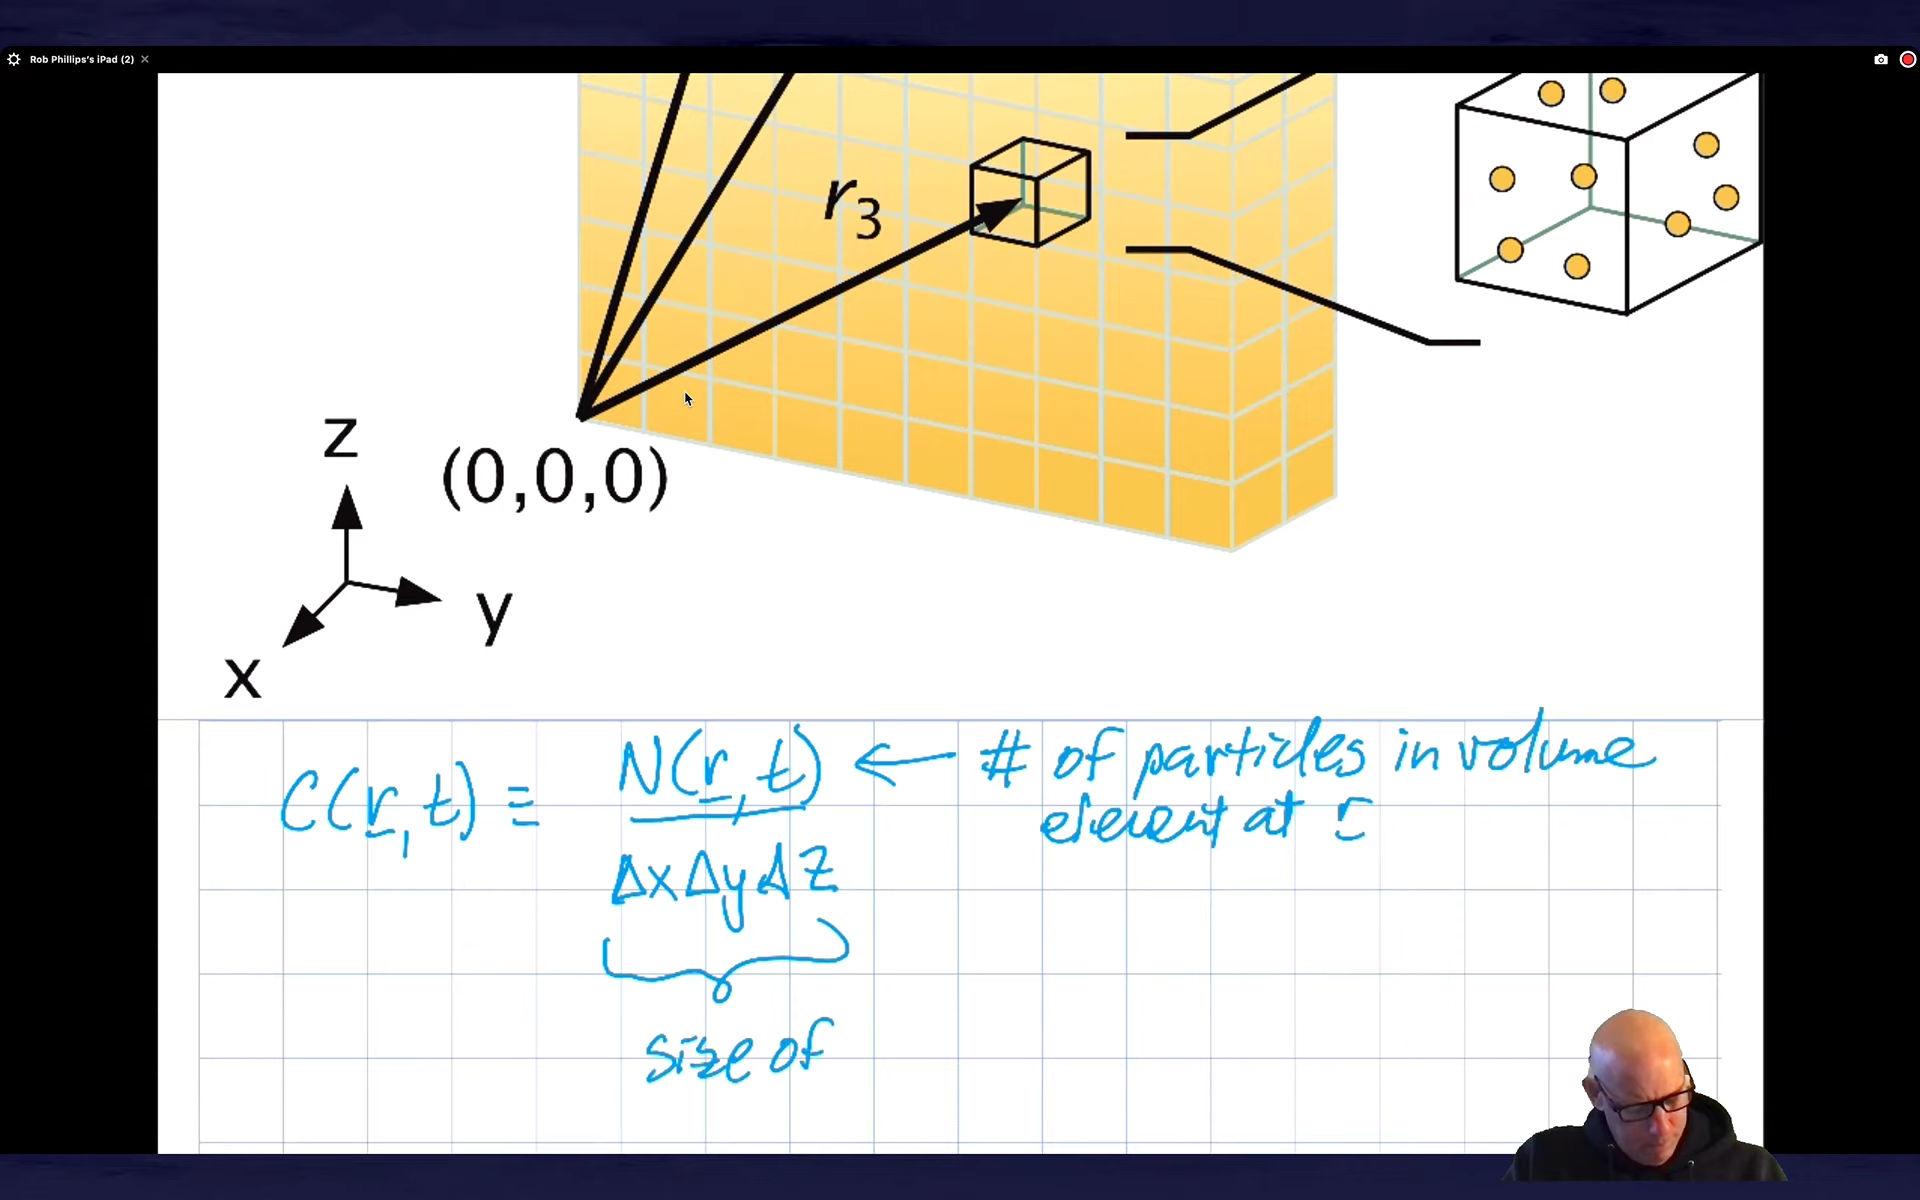 Rob Phillips's iPad (2)
r3
z
(0,0,0)
y
x
C(r,t) ≡ N(r,t) ← # of particles in volume
element at r
ΔxΔyΔz
size of